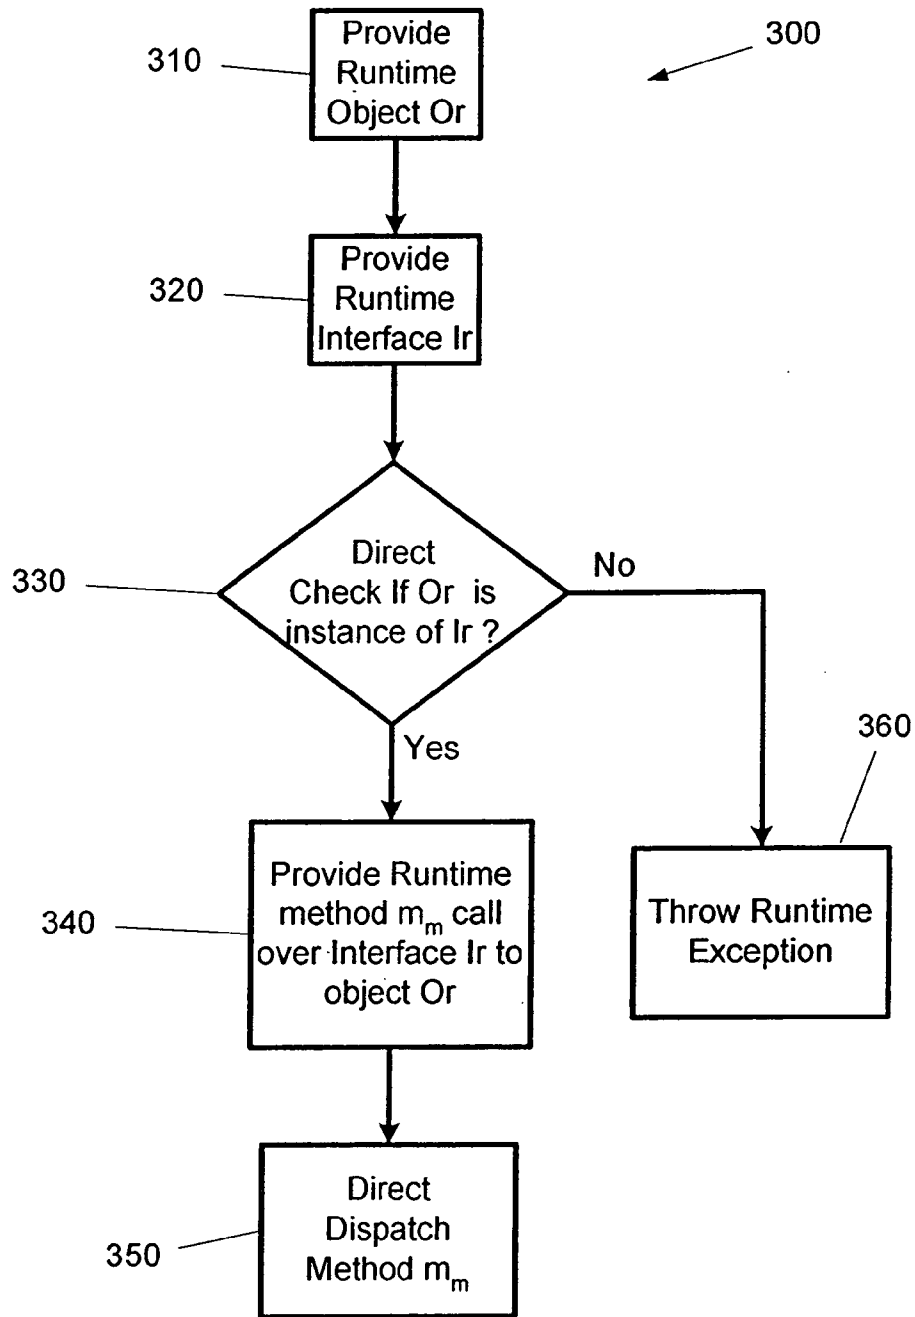 300
310
Provide
Runtime
Object Or
320
Provide
Runtime
Interface Ir
330
Direct
Check If Or is
instance of Ir ?
No
Yes
360
340
Provide Runtime
method m_m call
over Interface Ir to
object Or
Throw Runtime
Exception
350
Direct
Dispatch
Method m_m